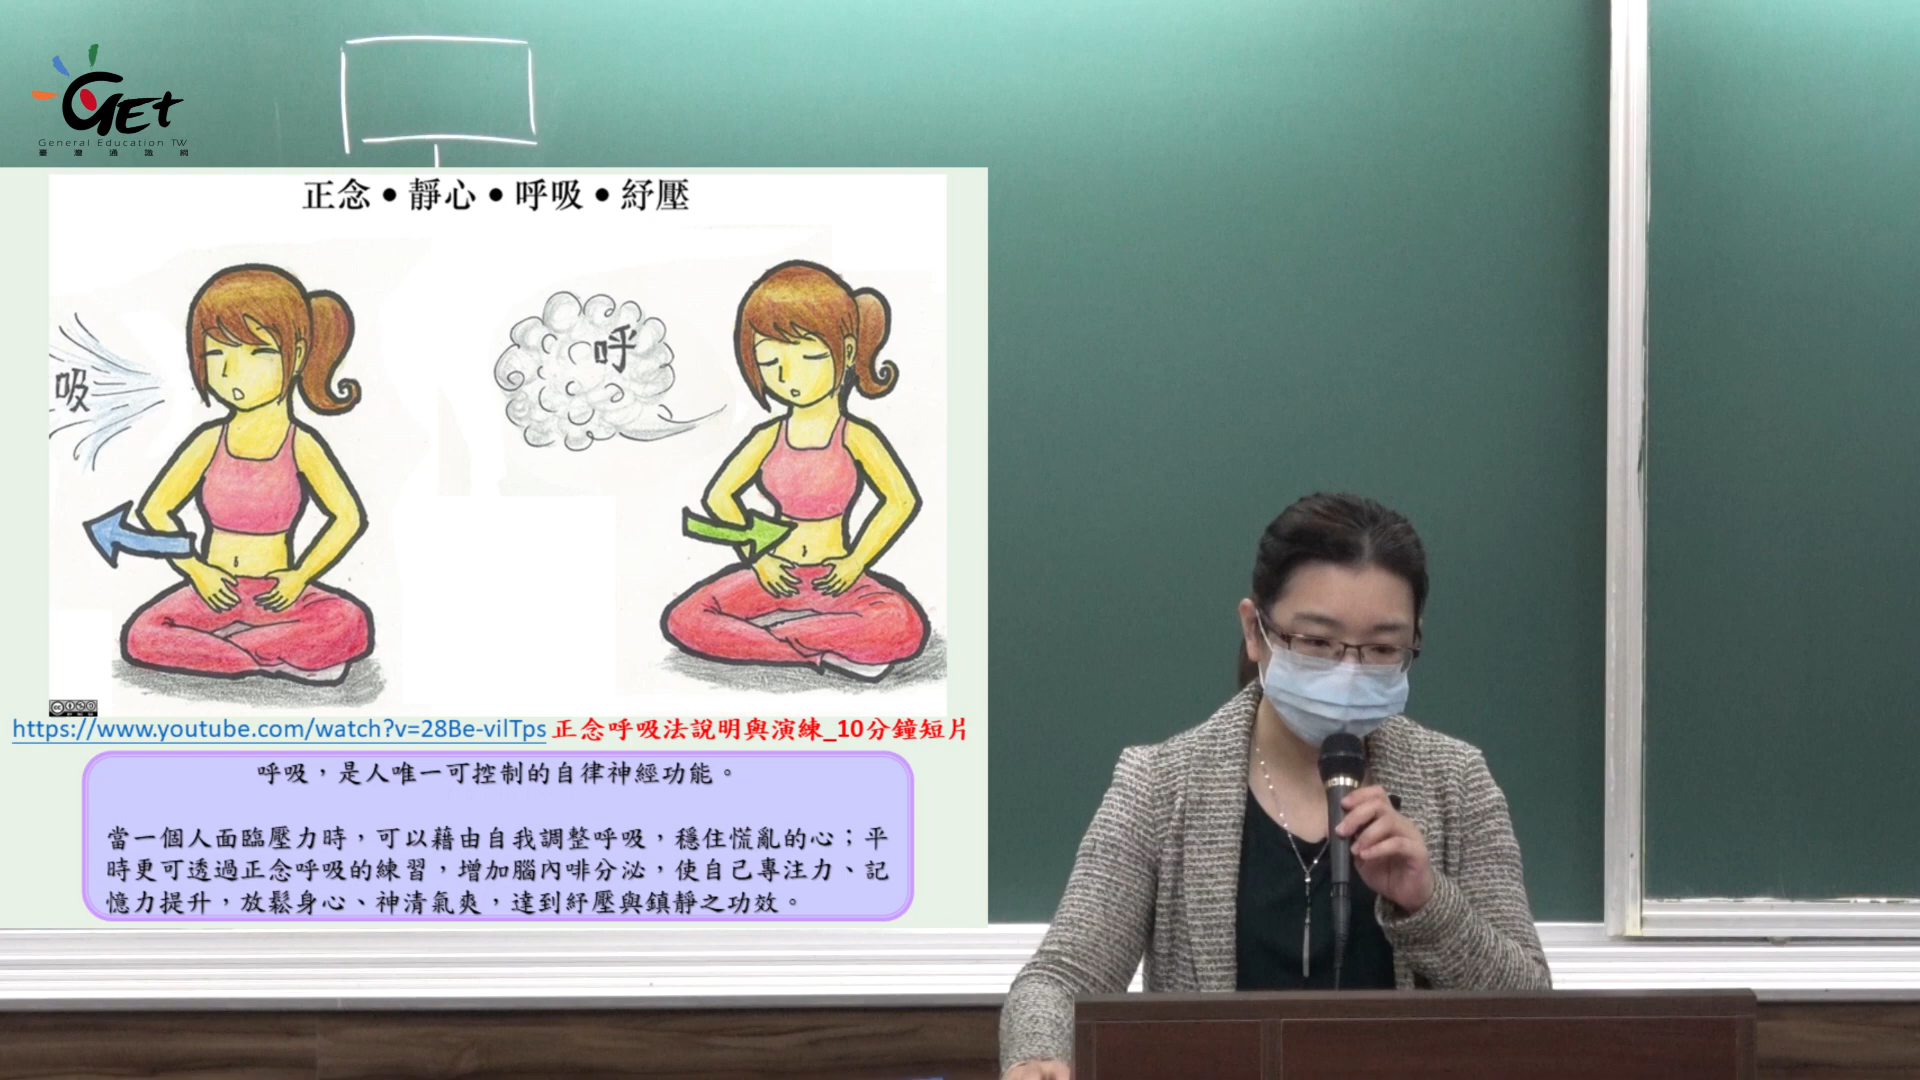 GET
General Education TW
臺灣通識網
正念•靜心•呼吸•紓壓
吸
呼
https://www.youtube.com/watch?v=28Be-vilTps 正念呼吸法說明與演練_10分鐘短片
呼吸，是人唯一可控制的自律神經功能。
當一個人面臨壓力時，可以藉由自我調整呼吸，穩住慌亂的心；平
時更可透過正念呼吸的練習，增加腦內啡分泌，使自己專注力、記
憶力提升，放鬆身心、神清氣爽，達到紓壓與鎮靜之功效。